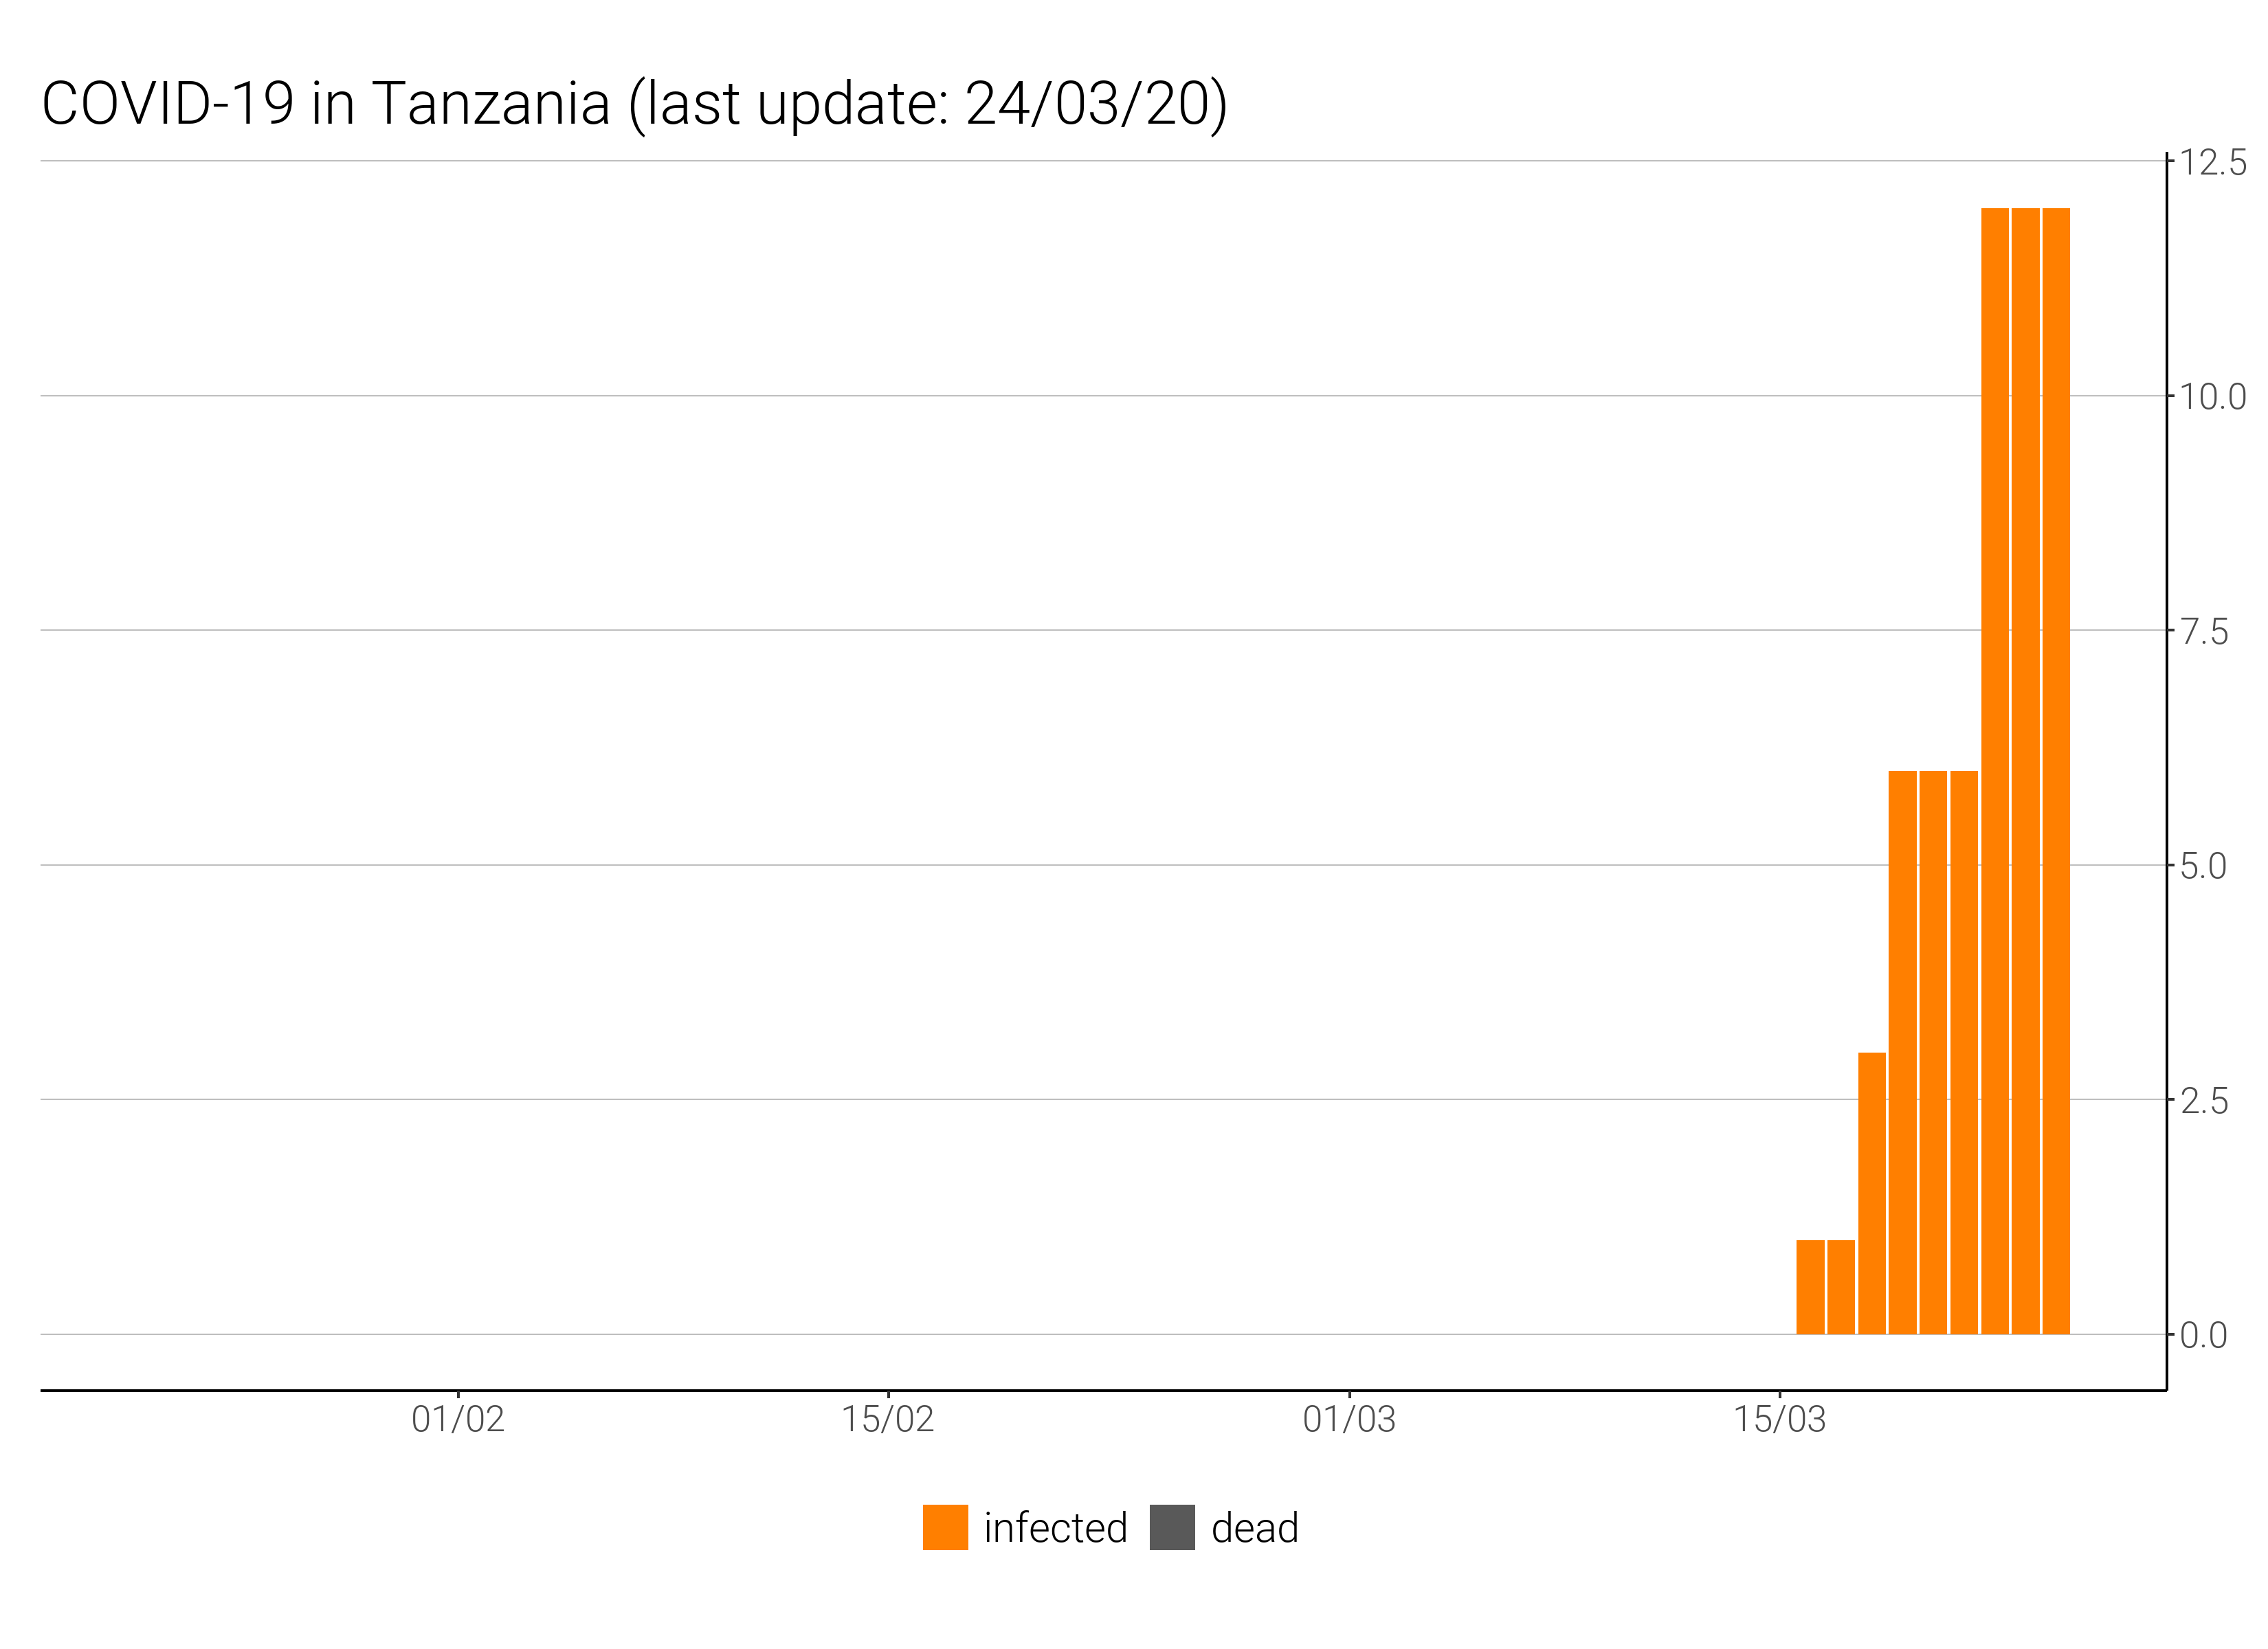 COVID-19 in Tanzania (last update: 24/03/20)
12.5
10.0
7.5
5.0
2.5
0.0
01/02 15/02 01/03 15/03
infected dead